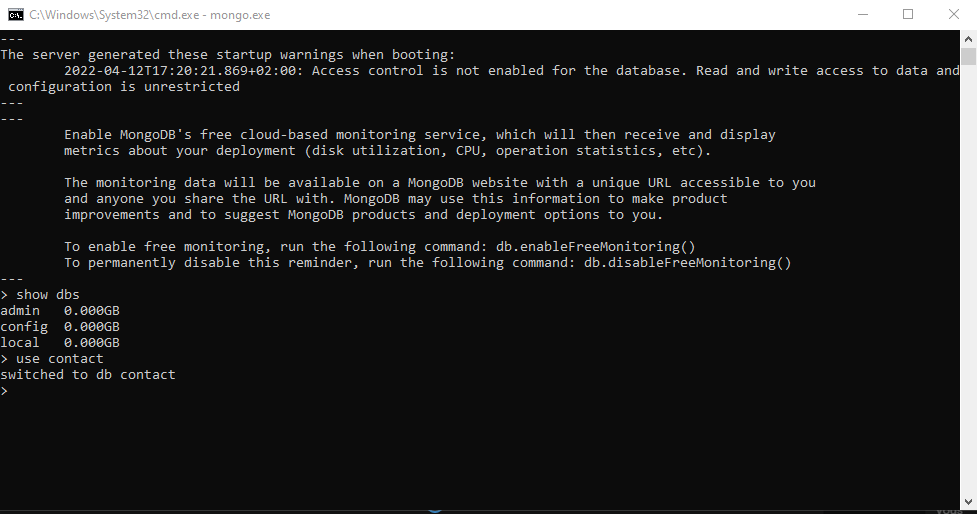 C:\Windows\System32\cmd.exe - mongo.exe
---
The server generated these startup warnings when booting:
        2022-04-12T17:20:21.869+02:00: Access control is not enabled for the database. Read and write access to data and
 configuration is unrestricted
---
---
        Enable MongoDB's free cloud-based monitoring service, which will then receive and display
        metrics about your deployment (disk utilization, CPU, operation statistics, etc).

        The monitoring data will be available on a MongoDB website with a unique URL accessible to you
        and anyone you share the URL with. MongoDB may use this information to make product
        improvements and to suggest MongoDB products and deployment options to you.

        To enable free monitoring, run the following command: db.enableFreeMonitoring()
        To permanently disable this reminder, run the following command: db.disableFreeMonitoring()
---
> show dbs
admin   0.000GB
config  0.000GB
local   0.000GB
> use contact
switched to db contact
>